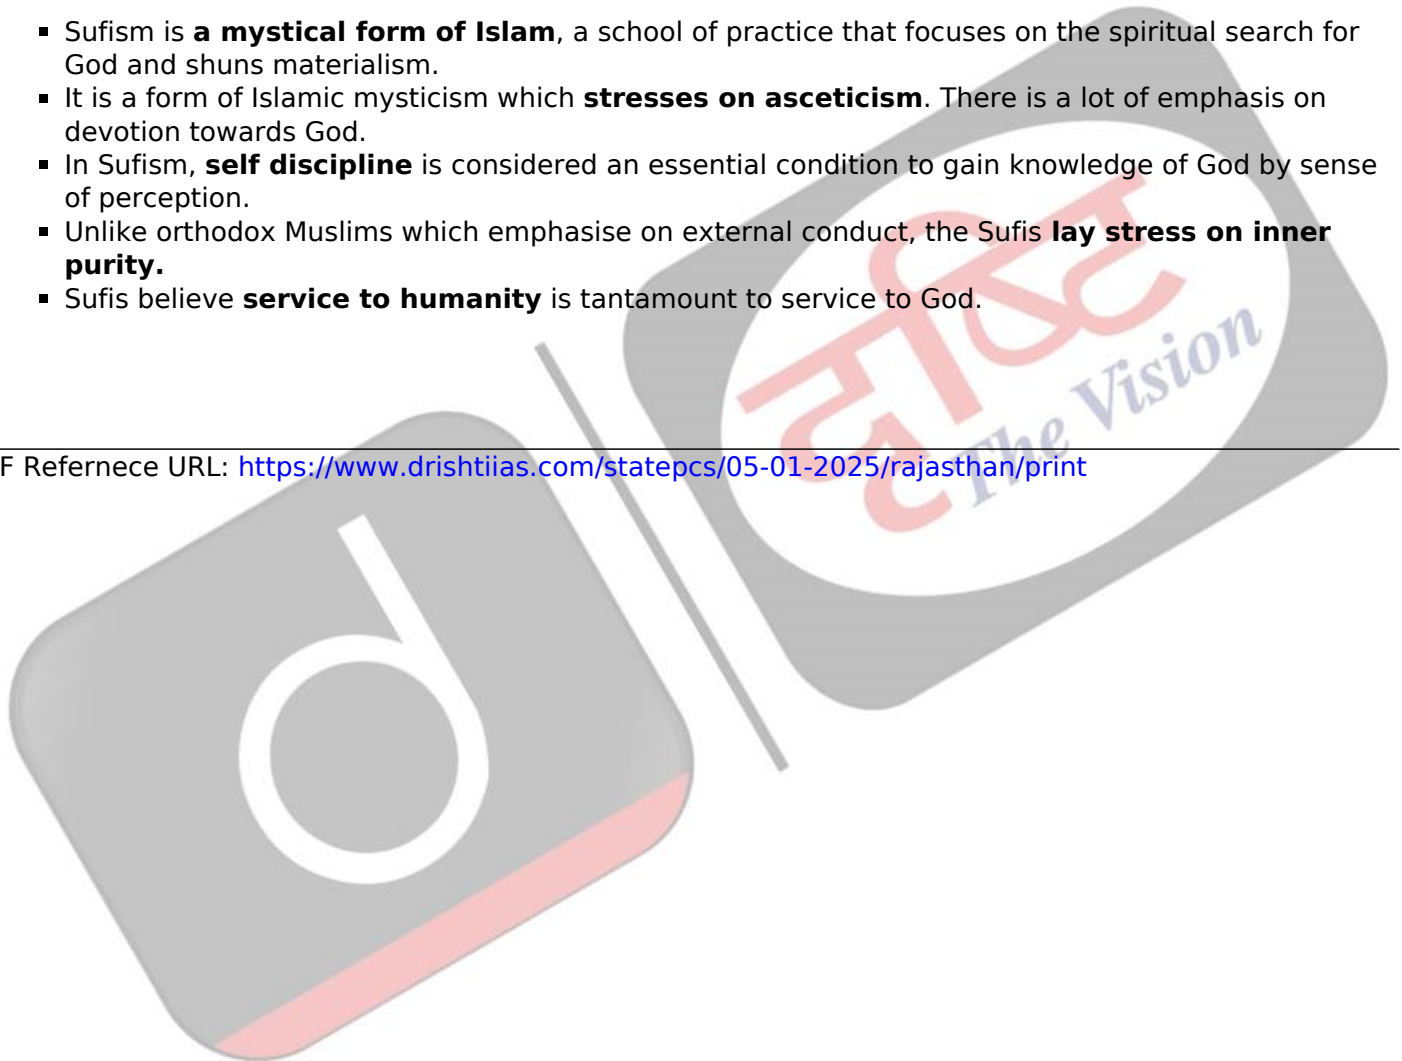 ▪ Sufism is a mystical form of Islam, a school of practice that focuses on the spiritual search for
God and shuns materialism.
▪ It is a form of Islamic mysticism which stresses on asceticism. There is a lot of emphasis on
devotion towards God.
▪ In Sufism, self discipline is considered an essential condition to gain knowledge of God by sense
of perception.
▪ Unlike orthodox Muslims which emphasise on external conduct, the Sufis lay stress on inner
purity.
▪ Sufis believe service to humanity is tantamount to service to God.
दृष्टि
The Vision
F Refernece URL: https://www.drishtiias.com/statepcs/05-01-2025/rajasthan/print
d